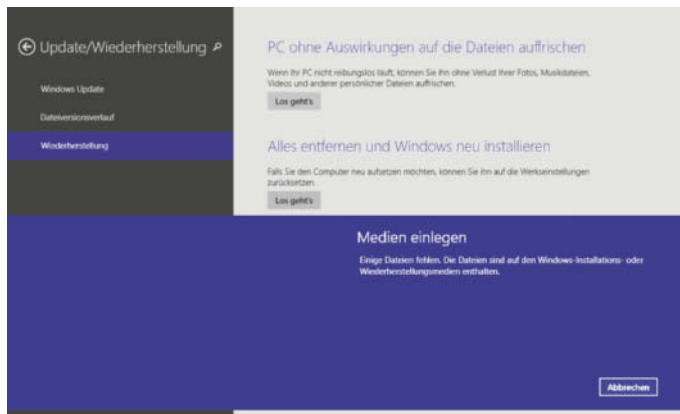 Update/Wiederherstellung
Windows Update
Dateiversionsverlauf
Wiederherstellung
PC ohne Auswirkungen auf die Dateien auffrischen
Wenn Ihr PC nicht reibungslos läuft, können Sie ihn ohne Verlust Ihrer Fotos, Musikdateien,
Videos und anderer persönlicher Dateien auffrischen.
Los geht's
Alles entfernen und Windows neu installieren
Falls Sie den Computer neu aufsetzen möchten, können Sie ihn auf die Werkseinstellungen
zurücksetzen.
Los geht's
Medien einlegen
Einige Dateien fehlen. Die Dateien sind auf den Windows-Installations- oder
Wiederherstellungsmedien enthalten.
Abbrechen